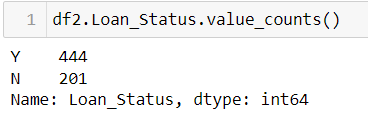 1 df2.Loan_Status.value_counts()
Y 444
N 201
Name: Loan_Status, dtype: int64